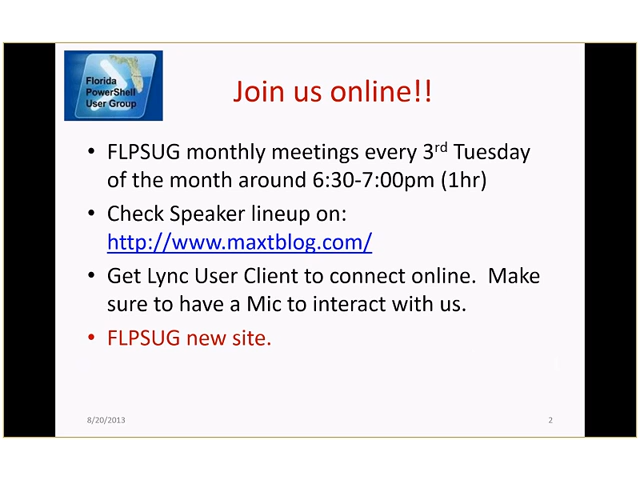 Florida
PowerShell
User Group
Join us online!!
• FLPSUG monthly meetings every 3rd Tuesday
of the month around 6:30-7:00pm (1hr)
• Check Speaker lineup on:
http://www.maxtblog.com/
• Get Lync User Client to connect online.  Make
sure to have a Mic to interact with us.
• FLPSUG new site.
8/20/2013
2